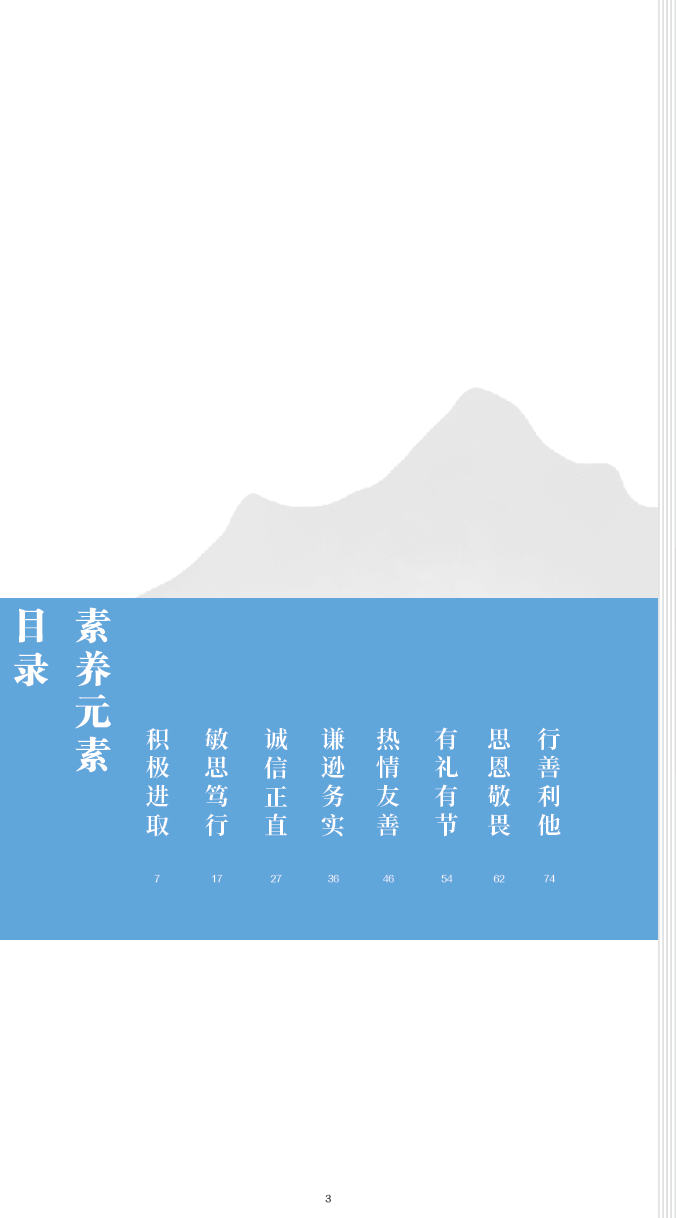 目录
素养元素
积极进取
7
敏思笃行
17
诚信正直
27
谦逊务实
36
热情友善
46
有礼有节
54
思恩敬畏
62
行善利他
74
3